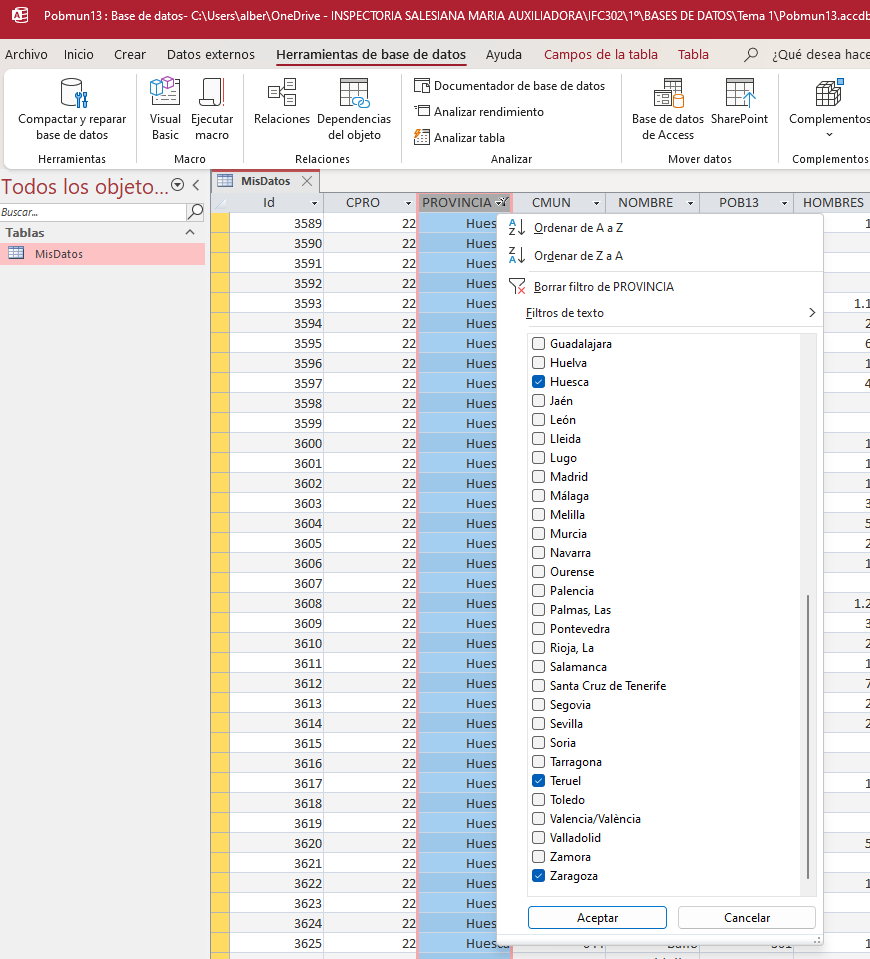 Pobmun13 : Base de datos- C:\Users\alber\OneDrive - INSPECTORIA SALESIANA MARIA AUXILIADORA\IFC302\1º\BASES DE DATOS\Tema 1\Pobmun13.accdb
Archivo Inicio Crear Datos externos Herramientas de base de datos Ayuda Campos de la tabla Tabla ¿Qué desea hace
Compactar y reparar base de datos
Herramientas
Visual Basic
Ejecutar macro
Macro
Relaciones
Dependencias del objeto
Relaciones
Documentador de base de datos
Analizar rendimiento
Analizar tabla
Analizar
Base de datos de Access
SharePoint
Mover datos
Complementos
Complementos
Todos los objeto...
Buscar...
Tablas
MisDatos
MisDatos
Id CPRO PROVINCIA CMUN NOMBRE POB13 HOMBRES
3589 22 Hues 1
3590 22 Hues
3591 22 Hues
3592 22 Hues
3593 22 Hues 1.1
3594 22 Hues 2
3595 22 Hues 6
3596 22 Hues 1
3597 22 Hues 4
3598 22 Hues
3599 22 Hues
3600 22 Hues 1
3601 22 Hues 1
3602 22 Hues 1
3603 22 Hues 3
3604 22 Hues 5
3605 22 Hues 2
3606 22 Hues 1
3607 22 Hues
3608 22 Hues 1.2
3609 22 Hues 3
3610 22 Hues 2
3611 22 Hues 1
3612 22 Hues 7
3613 22 Hues 2
3614 22 Hues 2
3615 22 Hues
3616 22 Hues
3617 22 Hues 1
3618 22 Hues
3619 22 Hues
3620 22 Hues 5
3621 22 Hues
3622 22 Hues 1
3623 22 Hues
3624 22 Hues
3625 22 Huesca 1
Ordenar de A a Z
Ordenar de Z a A
Borrar filtro de PROVINCIA
Filtros de texto
Guadalajara
Huelva
Huesca
Jaén
León
Lleida
Lugo
Madrid
Málaga
Melilla
Murcia
Navarra
Ourense
Palencia
Palmas, Las
Pontevedra
Rioja, La
Salamanca
Santa Cruz de Tenerife
Segovia
Sevilla
Soria
Tarragona
Teruel
Toledo
Valencia/València
Valladolid
Zamora
Zaragoza
Aceptar Cancelar